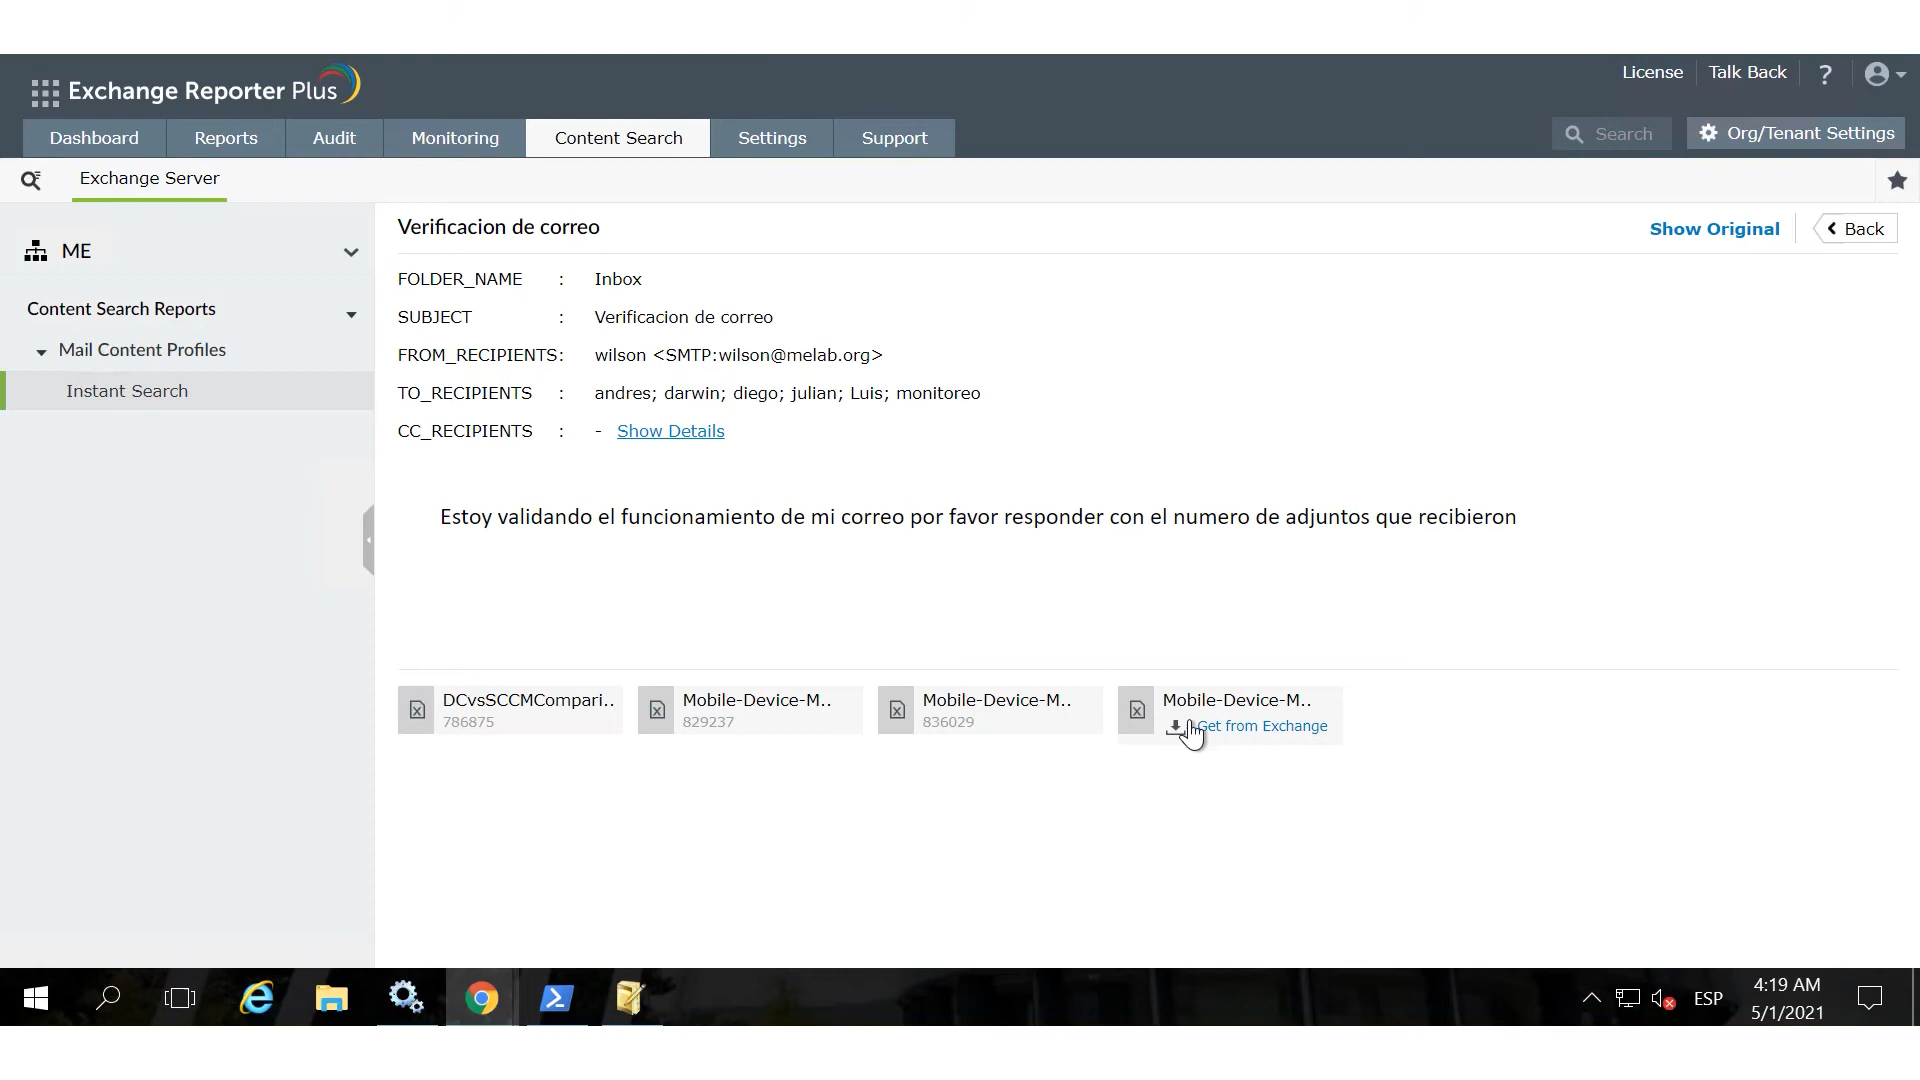 License
Talk Back
?
Exchange Reporter Plus
Dashboard
Reports
Audit
Monitoring
Content Search
Settings
Support
Search
Org/Tenant Settings
Exchange Server
ME
Content Search Reports
Mail Content Profiles
Instant Search
Verificacion de correo
Show Original
Back
FOLDER_NAME : Inbox
SUBJECT : Verificacion de correo
FROM_RECIPIENTS: wilson <SMTP:wilson@melab.org>
TO_RECIPIENTS : andres; darwin; diego; julian; Luis; monitoreo
CC_RECIPIENTS : - Show Details
Estoy validando el funcionamiento de mi correo por favor responder con el numero de adjuntos que recibieron
DCvsSCCMCompari..
786875
Mobile-Device-M..
829237
Mobile-Device-M..
836029
Mobile-Device-M..
Get from Exchange
ESP
4:19 AM
5/1/2021